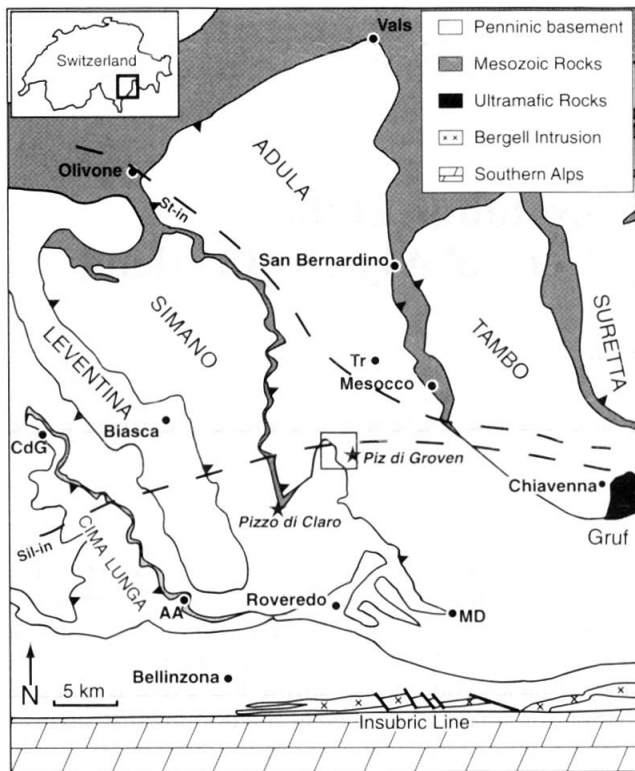 Switzerland
Penninic basement
Mesozoic Rocks
Ultramafic Rocks
Bergell Intrusion
Southern Alps
Vals
Olivone
ADULA
St-in
San Bernardino
SIMANO
LEVENTINA
TAMBO
SURETTA
Tr
Mesocco
Biasca
CdG
Piz di Groven
Chiavenna
Pizzo di Claro
Gruf
Sil-in
CIMA LUNGA
AA
Roveredo
MD
N
5 km
Bellinzona
Insubric Line